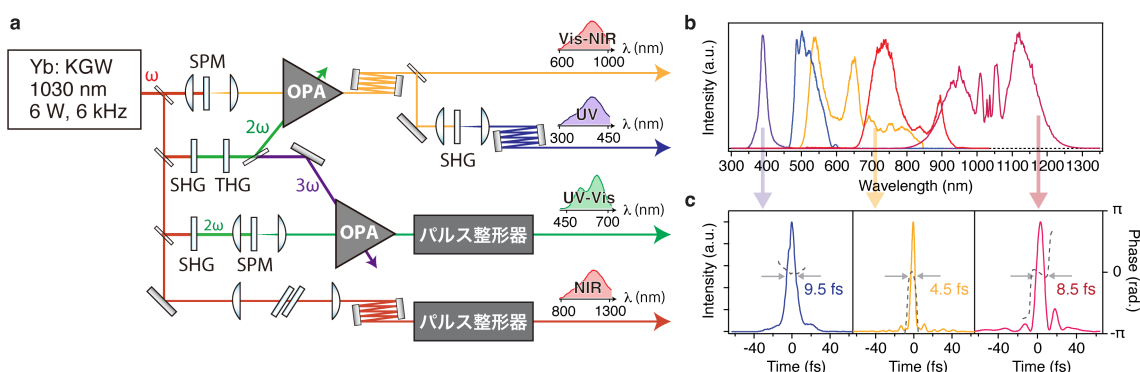 a
Yb: KGW
1030 nm
6 W, 6 kHz
ω
SPM
OPA
2ω
SHG
THG
Vis-NIR
λ (nm)
600
1000
SHG
UV
λ (nm)
300
450
3ω
2ω
SHG
SPM
OPA
パルス整形器
UV-Vis
λ (nm)
450
700
パルス整形器
NIR
λ (nm)
800
1300
b
Intensity (a.u.)
300 400 500 600 700 800 900 1000 1100 1200 1300
Wavelength (nm)
c
Intensity (a.u.)
9.5 fs
4.5 fs
8.5 fs
π
0
-π
Phase (rad.)
-40 0 40
-40 0 40
-40 0 40
Time (fs)
Time (fs)
Time (fs)